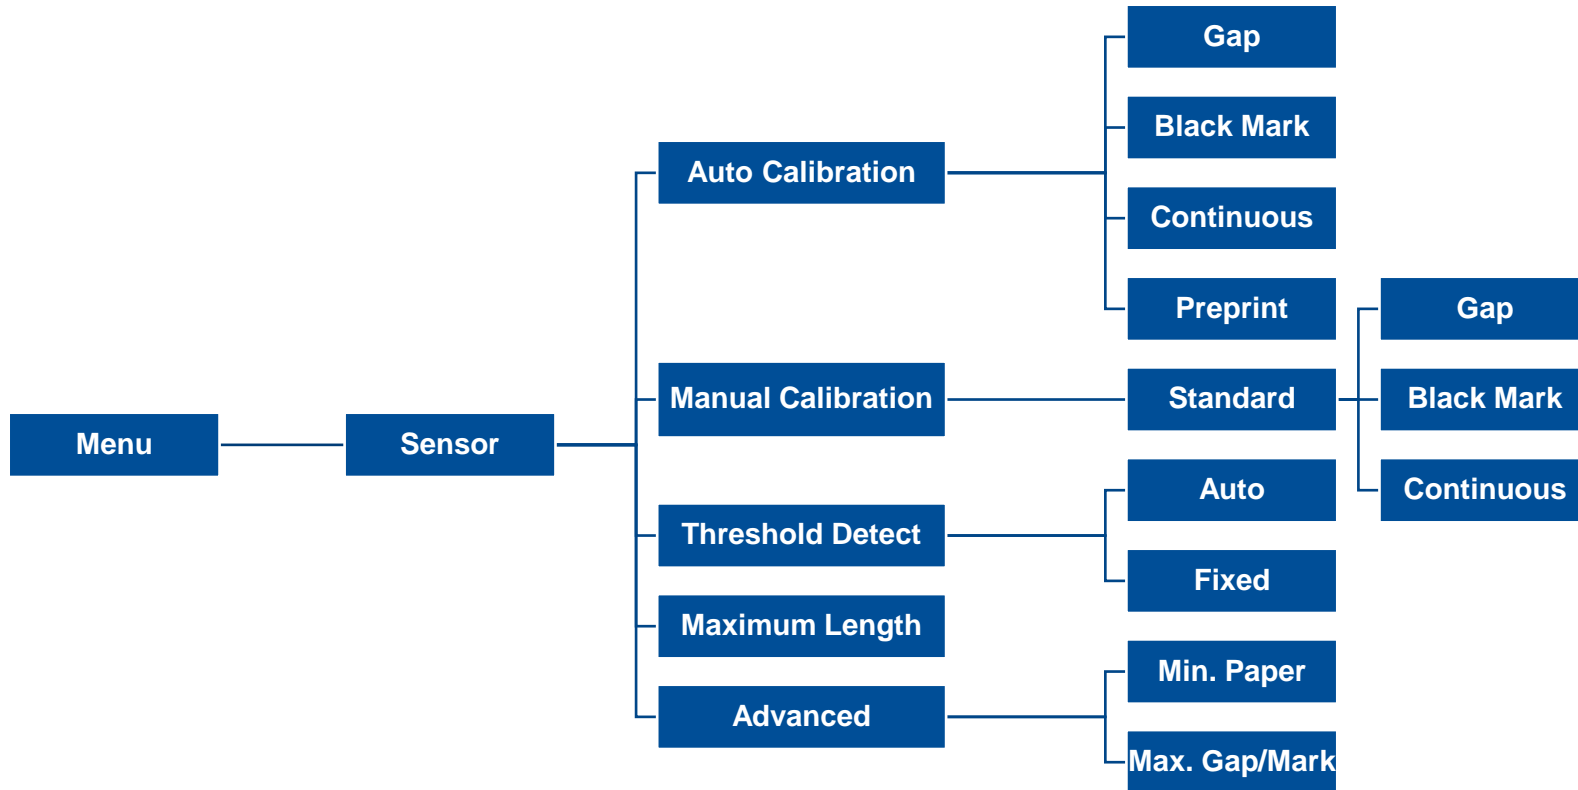 Menu
Sensor
Auto Calibration
Gap
Black Mark
Continuous
Preprint
Manual Calibration
Standard
Gap
Black Mark
Continuous
Threshold Detect
Auto
Fixed
Maximum Length
Advanced
Min. Paper
Max. Gap/Mark